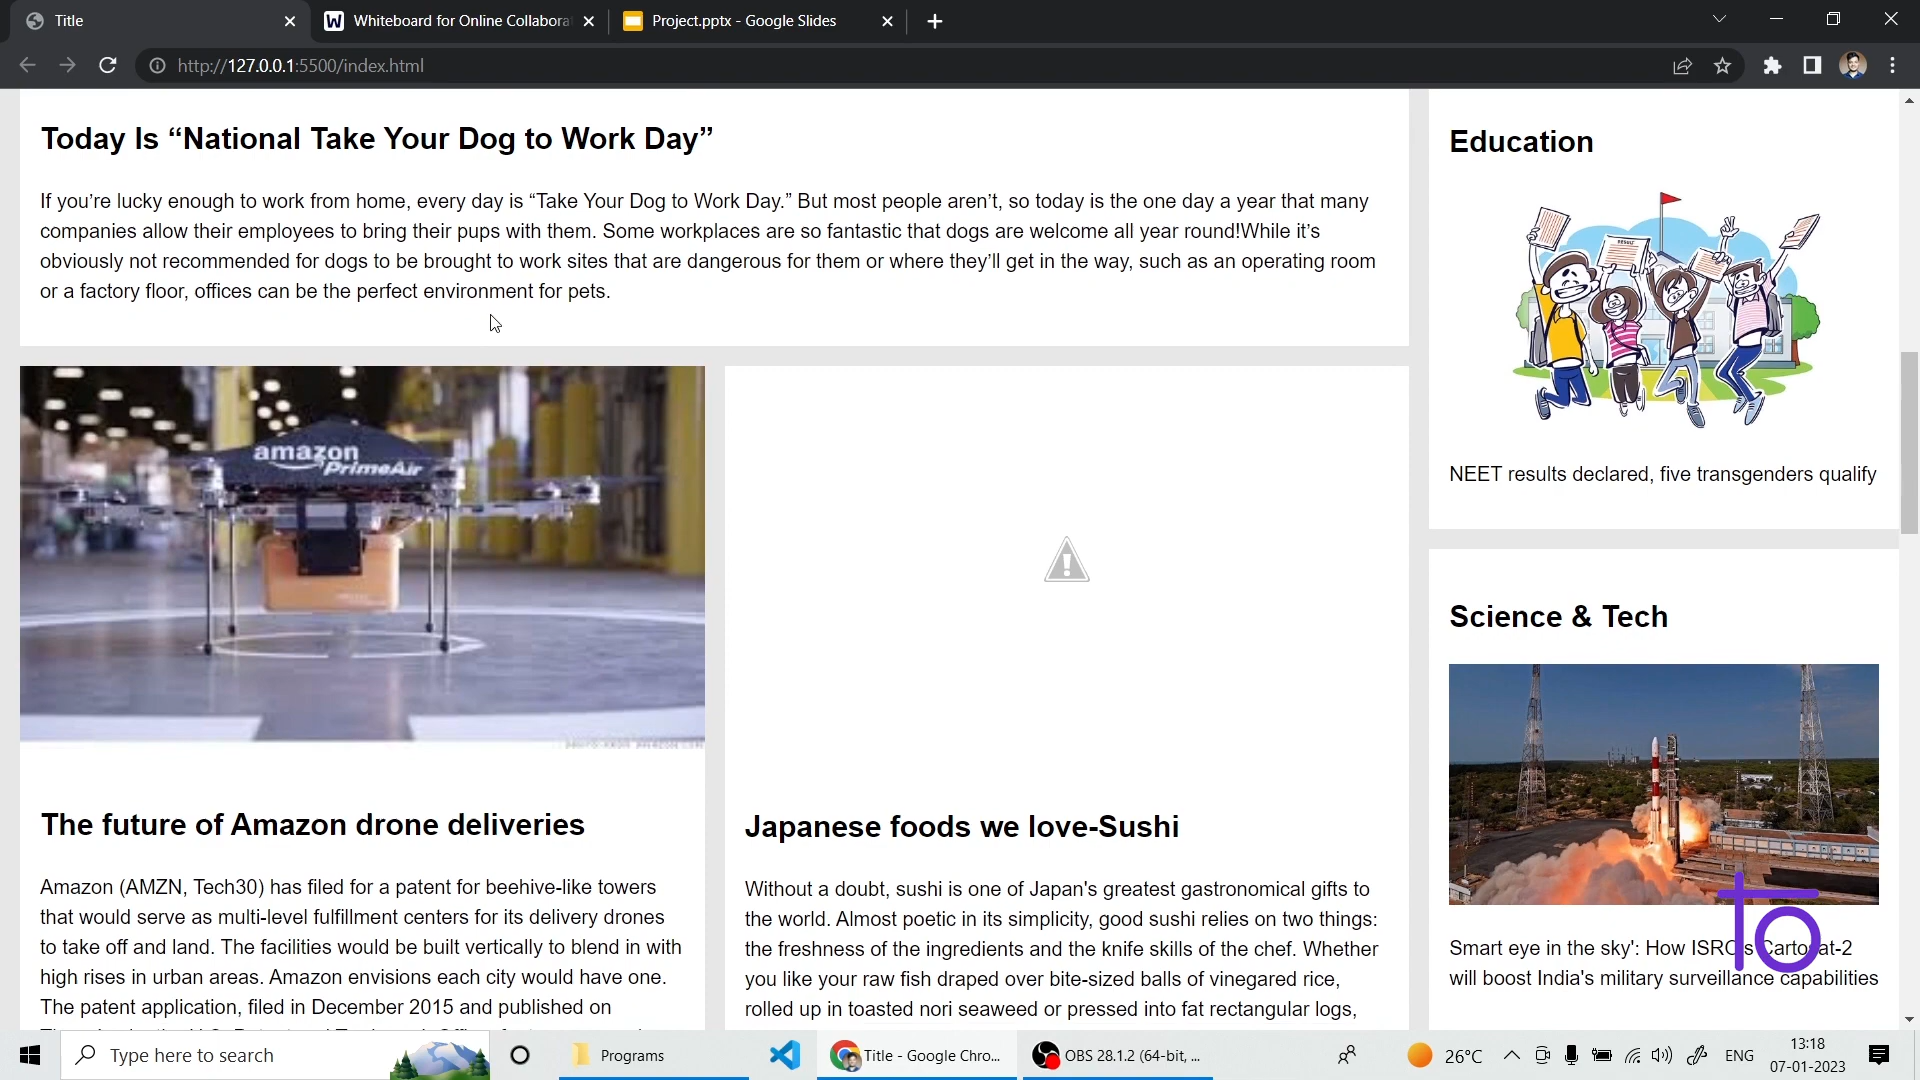 Title
Whiteboard for Online Collabora
Project.pptx - Google Slides
http://127.0.0.1:5500/index.html
Today Is “National Take Your Dog to Work Day”
If you’re lucky enough to work from home, every day is “Take Your Dog to Work Day.” But most people aren’t, so today is the one day a year that many
companies allow their employees to bring their pups with them. Some workplaces are so fantastic that dogs are welcome all year round!While it’s
obviously not recommended for dogs to be brought to work sites that are dangerous for them or where they’ll get in the way, such as an operating room
or a factory floor, offices can be the perfect environment for pets.
amazon
PrimeAir
The future of Amazon drone deliveries
Amazon (AMZN, Tech30) has filed for a patent for beehive-like towers
that would serve as multi-level fulfillment centers for its delivery drones
to take off and land. The facilities would be built vertically to blend in with
high rises in urban areas. Amazon envisions each city would have one.
The patent application, filed in December 2015 and published on
Japanese foods we love-Sushi
Without a doubt, sushi is one of Japan's greatest gastronomical gifts to
the world. Almost poetic in its simplicity, good sushi relies on two things:
the freshness of the ingredients and the knife skills of the chef. Whether
you like your raw fish draped over bite-sized balls of vinegared rice,
rolled up in toasted nori seaweed or pressed into fat rectangular logs,
Education
RESULT
NEET results declared, five transgenders qualify
Science & Tech
Smart eye in the sky': How ISRO's Cartosat-2
will boost India's military surveillance capabilities
to
Type here to search
Programs
Title - Google Chro...
OBS 28.1.2 (64-bit, ...
26°C
ENG
13:18
07-01-2023